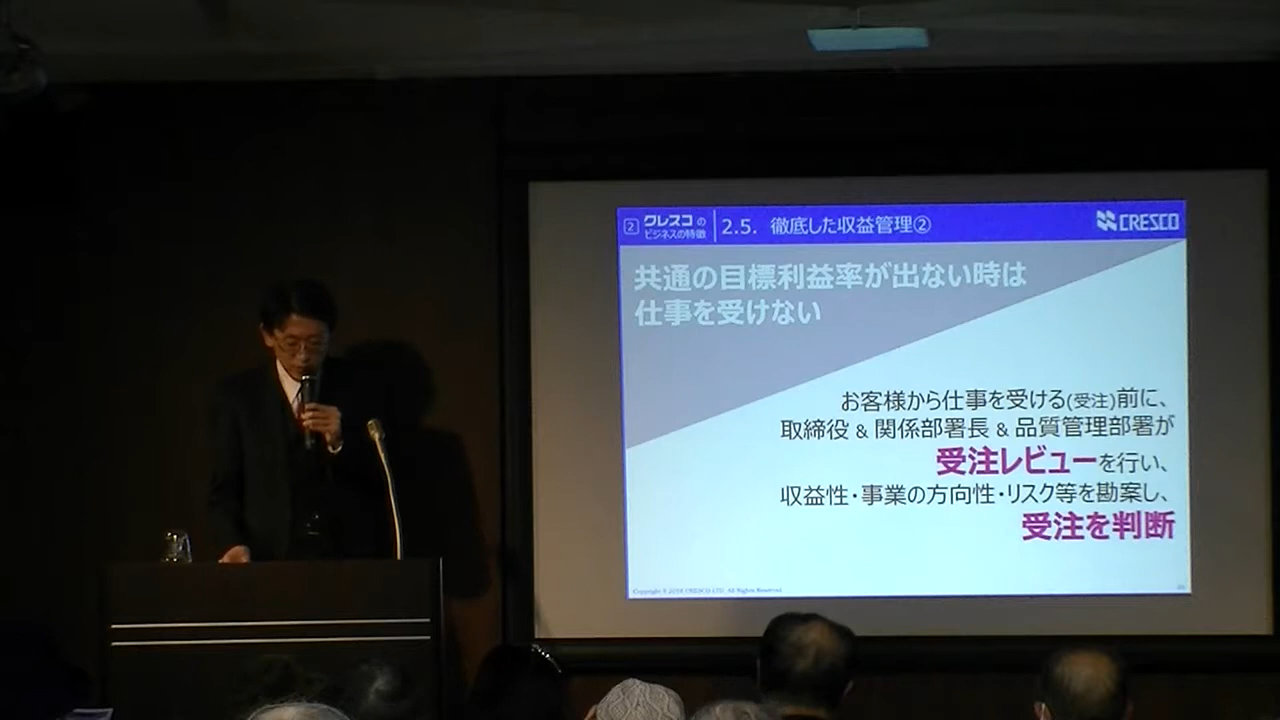 2 クレスコの
ビジネスの特徴
2.5. 徹底した収益管理②
CRESCO
共通の目標利益率が出ない時は
仕事を受けない
お客様から仕事を受ける(受注)前に、
取締役 & 関係部署長 & 品質管理部署が
受注レビューを行い、
収益性・事業の方向性・リスク等を勘案し、
受注を判断
CRESCO LTD. All Rights Reserved